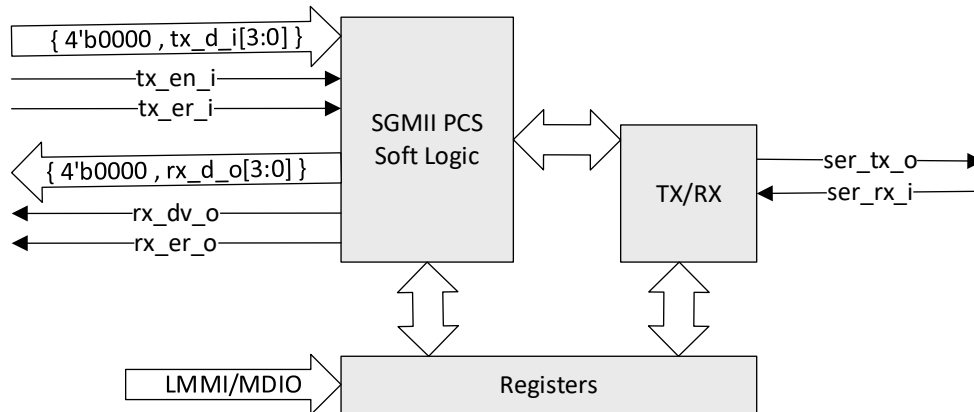 { 4'b0000 , tx_d_i[3:0] }
tx_en_i
tx_er_i
{ 4'b0000 , rx_d_o[3:0] }
rx_dv_o
rx_er_o
SGMII PCS
Soft Logic
TX/RX
ser_tx_o
ser_rx_i
LMMI/MDIO
Registers